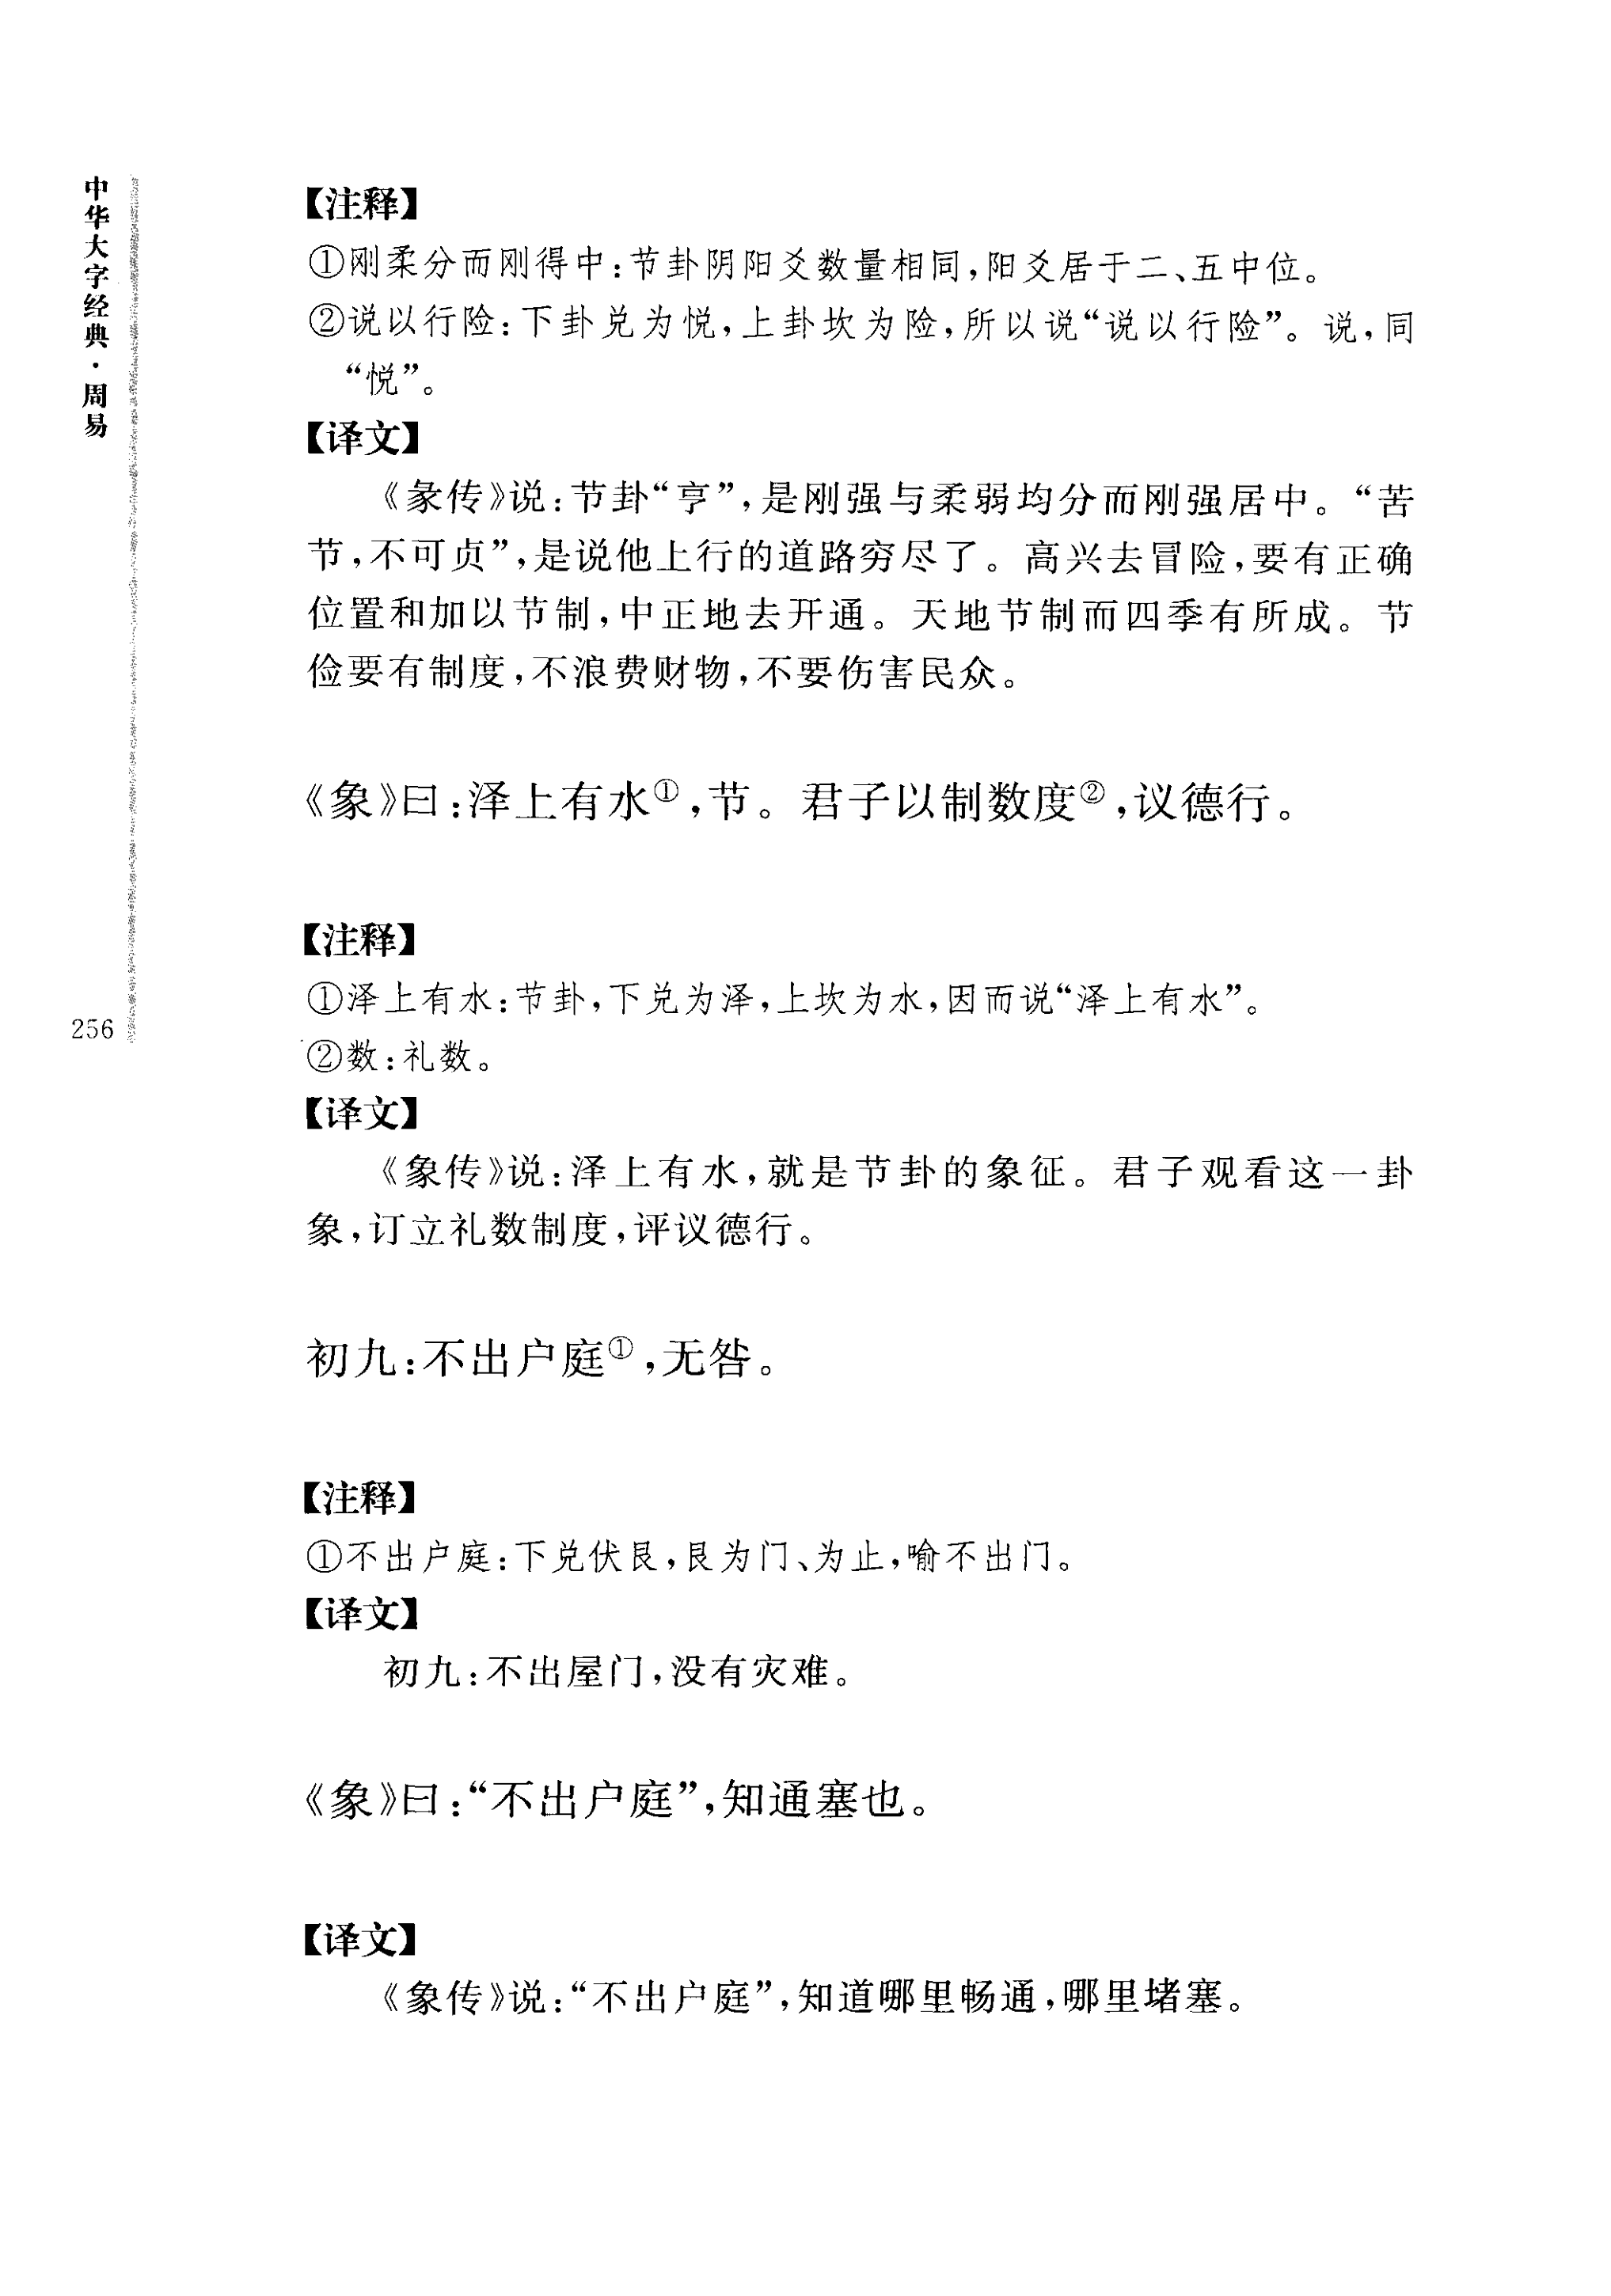 中华大字经典·周易
256
【注释】
①刚柔分而刚得中:节卦阴阳爻数量相同,阳爻居于二、五中位。
②说以行险:下卦兑为悦,上卦坎为险,所以说“说以行险”。说,同
“悦”。
【译文】
《彖传》说:节卦“亨”,是刚强与柔弱均分而刚强居中。“苦
节,不可贞”,是说他上行的道路穷尽了。高兴去冒险,要有正确
位置和加以节制,中正地去开通。天地节制而四季有所成。节
俭要有制度,不浪费财物,不要伤害民众。
《象》曰:泽上有水①,节。君子以制数度②,议德行。
【注释】
①泽上有水:节卦,下兑为泽,上坎为水,因而说“泽上有水”。
②数:礼数。
【译文】
《象传》说:泽上有水,就是节卦的象征。君子观看这一卦
象,订立礼数制度,评议德行。
初九:不出户庭①,无咎。
【注释】
①不出户庭:下兑伏艮,艮为门、为止,喻不出门。
【译文】
初九:不出屋门,没有灾难。
《象》曰:“不出户庭”,知通塞也。
【译文】
《象传》说:“不出户庭”,知道哪里畅通,哪里堵塞。